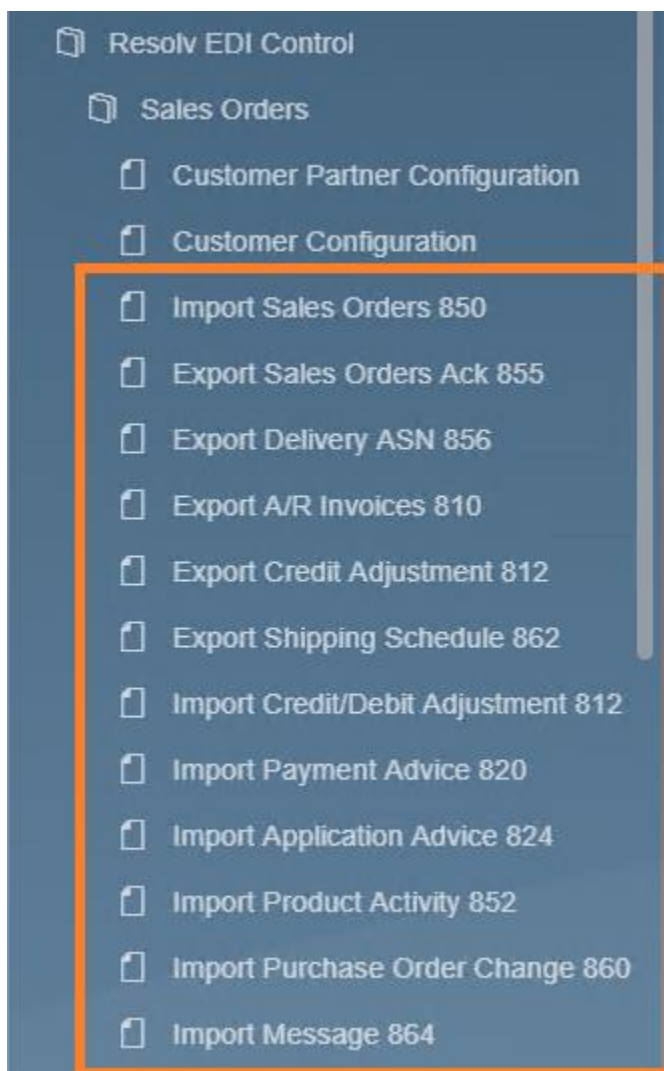 Resolv EDI Control
Sales Orders
Customer Partner Configuration
Customer Configuration
Import Sales Orders 850
Export Sales Orders Ack 855
Export Delivery ASN 856
Export A/R Invoices 810
Export Credit Adjustment 812
Export Shipping Schedule 862
Import Credit/Debit Adjustment 812
Import Payment Advice 820
Import Application Advice 824
Import Product Activity 852
Import Purchase Order Change 860
Import Message 864